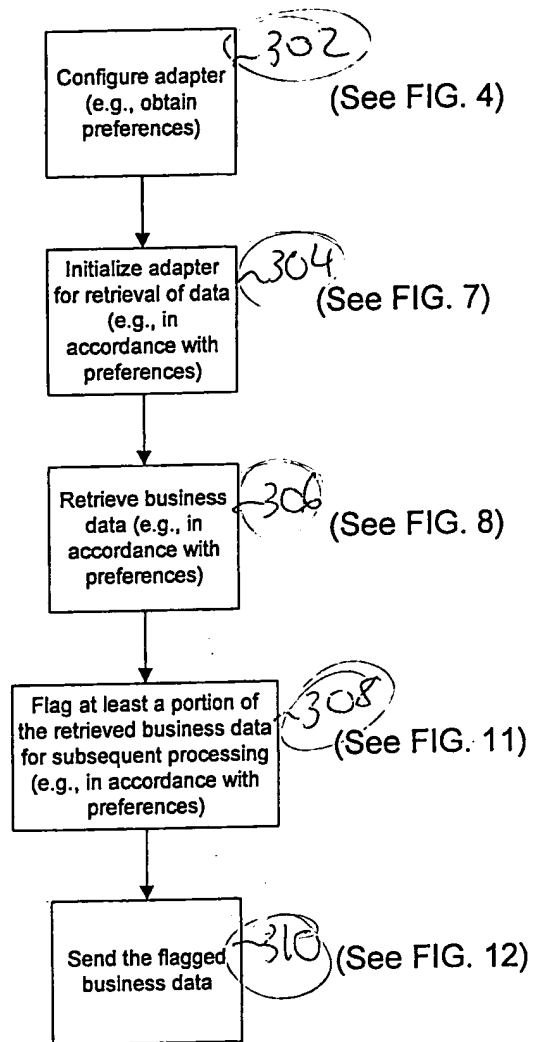 Configure adapter
(e.g., obtain
preferences)
~302
(See FIG. 4)
Initialize adapter
for retrieval of data
(e.g., in
accordance with
preferences)
~304
(See FIG. 7)
Retrieve business
data (e.g., in
accordance with
preferences)
~306
(See FIG. 8)
Flag at least a portion of
the retrieved business data
for subsequent processing
(e.g., in accordance with
preferences)
~308
(See FIG. 11)
Send the flagged
business data
~310
(See FIG. 12)